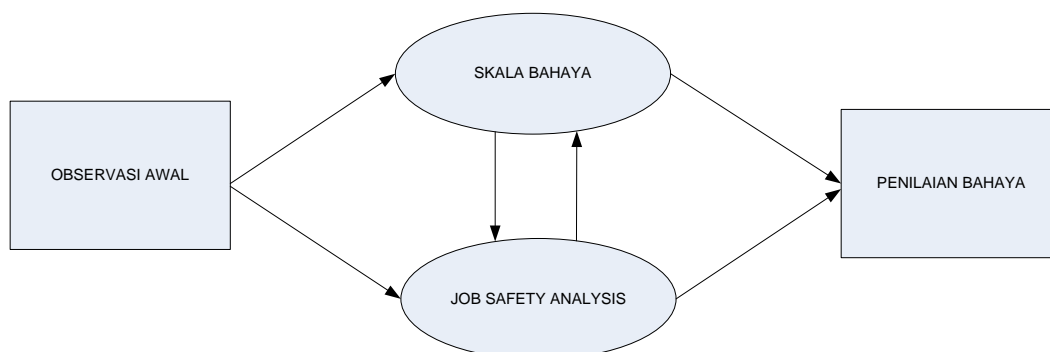 SKALA BAHAYA
OBSERVASI AWAL
PENILAIAN BAHAYA
JOB SAFETY ANALYSIS